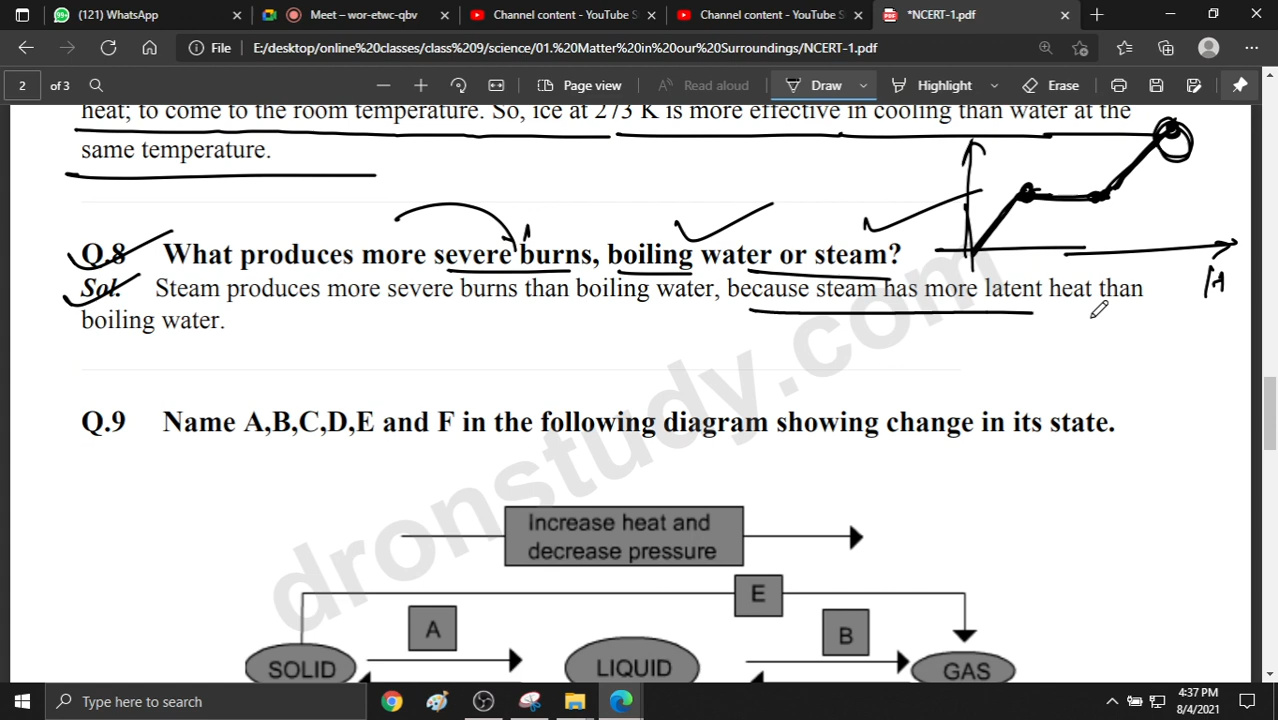 (121) WhatsApp
Meet – wor-etwc-qbv
Channel content - YouTube S
Channel content - YouTube S
*NCERT-1.pdf
File
E:/desktop/online%20classes/class%209/science/01.%20Matter%20in%20our%20Surroundings/NCERT-1.pdf
2 of 3
Page view
Read aloud
Draw
Highlight
Erase
heat; to come to the room temperature. So, ice at 273 K is more effective in cooling than water at the
same temperature.
Q.8 What produces more severe burns, boiling water or steam?
Sol. Steam produces more severe burns than boiling water, because steam has more latent heat than
boiling water.
Q.9 Name A,B,C,D,E and F in the following diagram showing change in its state.
Increase heat and
decrease pressure
E
A
B
SOLID
LIQUID
GAS
dronstudy.com
Type here to search
4:37 PM
8/4/2021